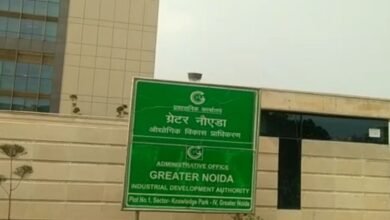 प्रशासनिक कार्यालय
ग्रेटर नौएडा
औद्योगिक विकास प्राधिकरण
ADMINISTRATIVE OFFICE
GREATER NOIDA
INDUSTRIAL DEVELOPMENT AUTHORITY
Plot No.1, Sector- Knowledge Park - IV, Greater Noida